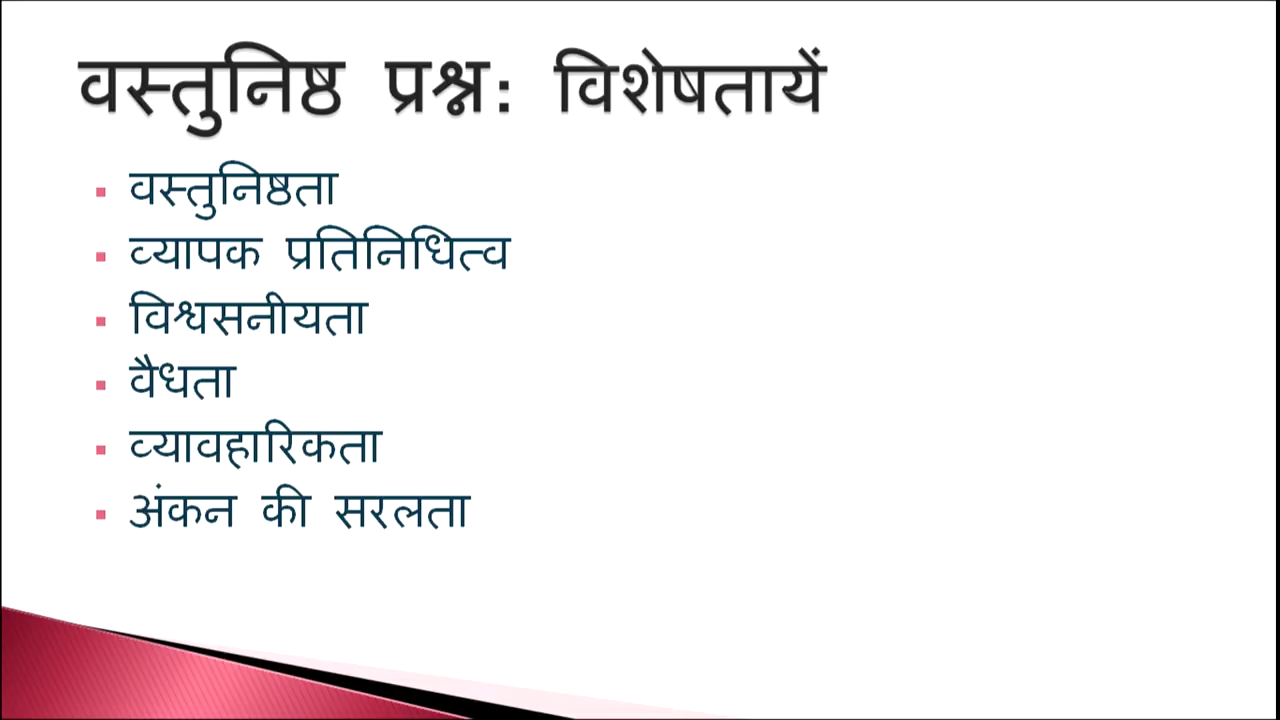 वस्तुनिष्ठ प्रश्न: विशेषतायें
वस्तुनिष्ठता
व्यापक प्रतिनिधित्व
विश्वसनीयता
वैधता
व्यावहारिकता
अंकन की सरलता